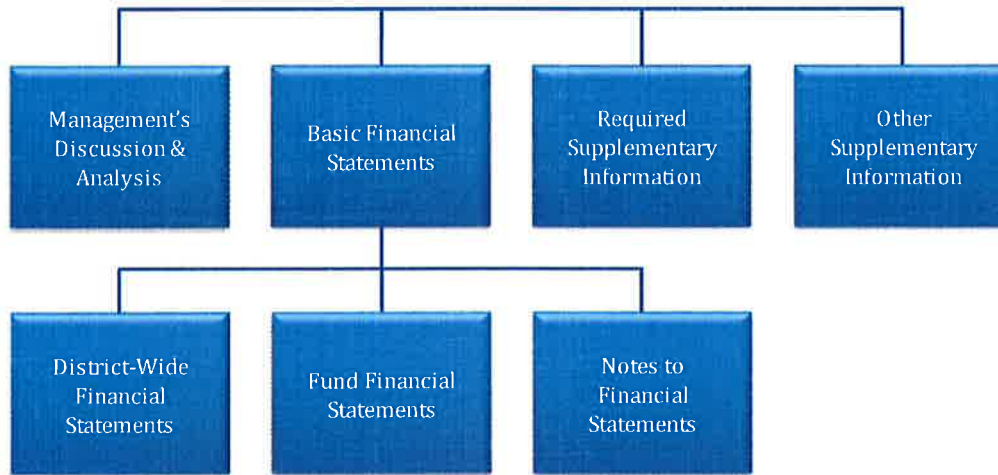 Management's
Discussion &
Analysis
Basic Financial
Statements
Required
Supplementary
Information
Other
Supplementary
Information
District-Wide
Financial
Statements
Fund Financial
Statements
Notes to
Financial
Statements